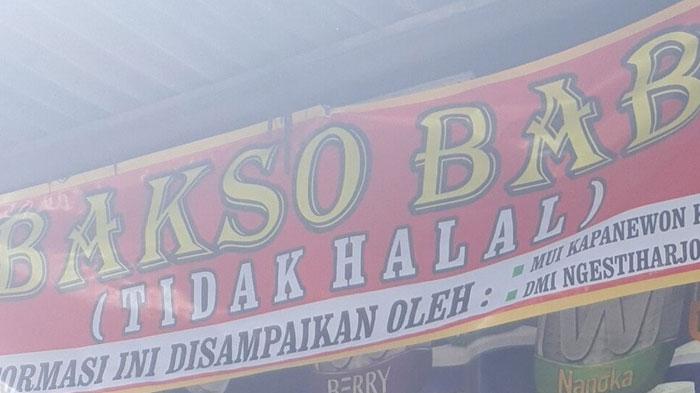 BAKSO BAB
(TIDAK HALAL)
ORMASI INI DISAMPAIKAN OLEH :
MUI KAPANEWON
DMI NGESTIHARJO
BERRY
Nangka